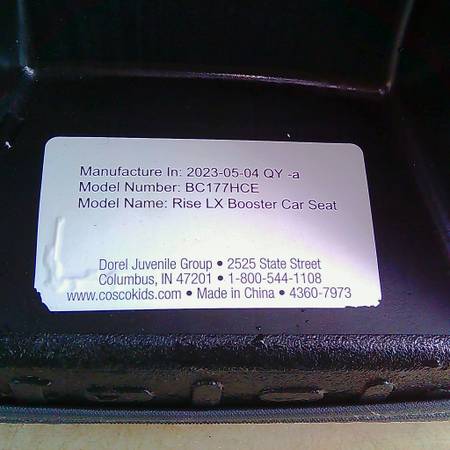 Manufacture In: 2023-05-04 QY -a
Model Number: BC177HCE
Model Name: Rise LX Booster Car Seat
Dorel Juvenile Group • 2525 State Street
Columbus, IN 47201 • 1-800-544-1108
www.coscokids.com • Made in China • 4360-7973